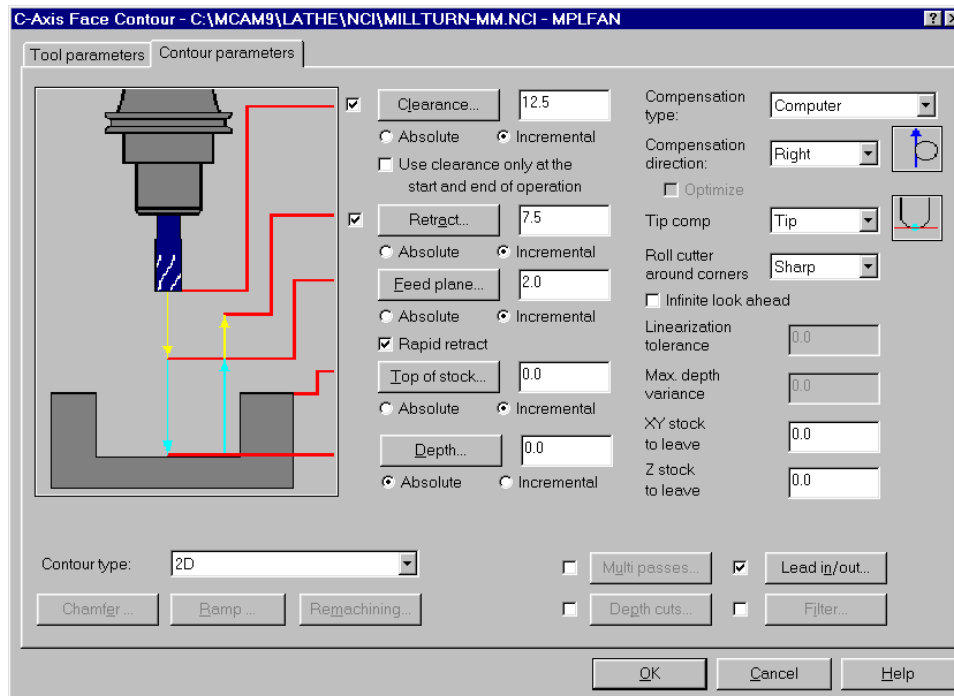 C-Axis Face Contour - C:\MCAM9\LATHE\NCI\MILLTURN-MM.NCI - MPLFAN
Tool parameters
Contour parameters
Clearance...
12.5
Absolute
Incremental
Use clearance only at the
start and end of operation
Retract...
7.5
Absolute
Incremental
Feed plane...
2.0
Absolute
Incremental
Rapid retract
Top of stock...
0.0
Absolute
Incremental
Depth...
0.0
Absolute
Incremental
Compensation
type:
Computer
Compensation
direction:
Right
Optimize
Tip comp
Tip
Roll cutter
around corners
Sharp
Infinite look ahead
Linearization
tolerance
0.0
Max. depth
variance
0.0
XY stock
to leave
0.0
Z stock
to leave
0.0
Contour type:
2D
Chamfer ...
Ramp ...
Remachining...
Multi passes...
Lead in/out...
Depth cuts...
Filter...
OK
Cancel
Help